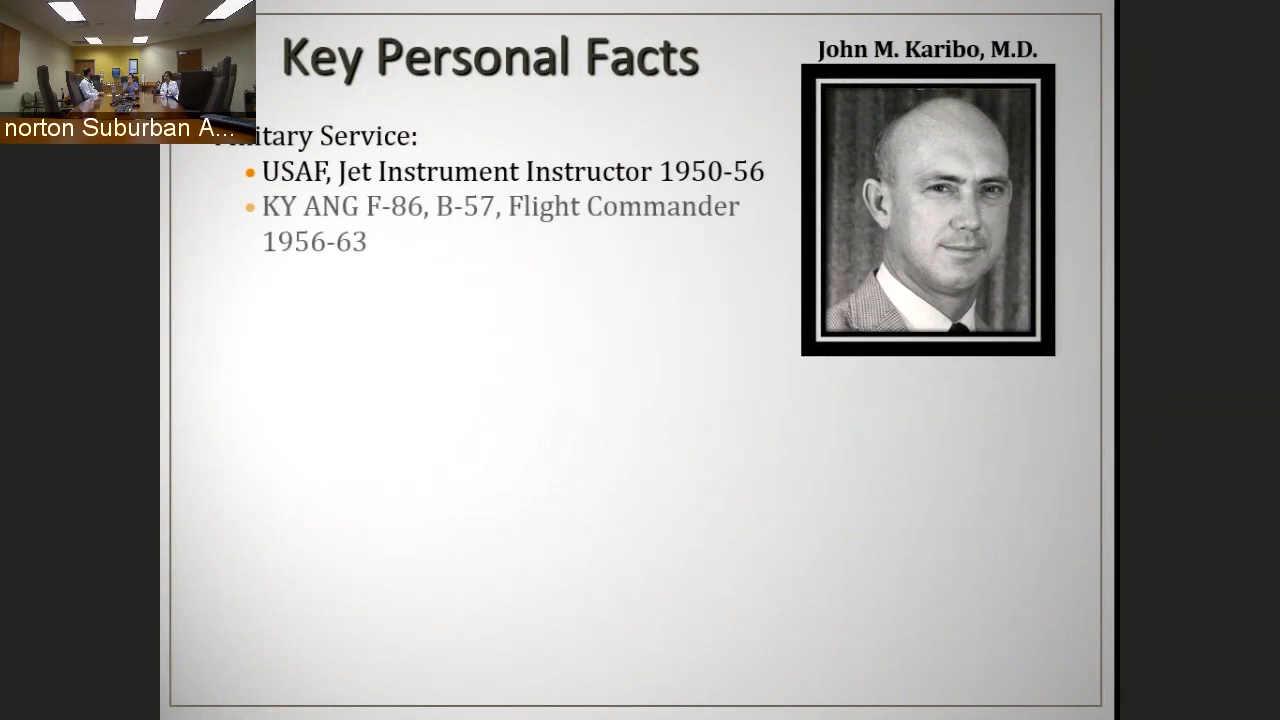 Key Personal Facts
John M. Karibo, M.D.
norton Suburban A...
itary Service:
USAF, Jet Instrument Instructor 1950-56
KY ANG F-86, B-57, Flight Commander
1956-63